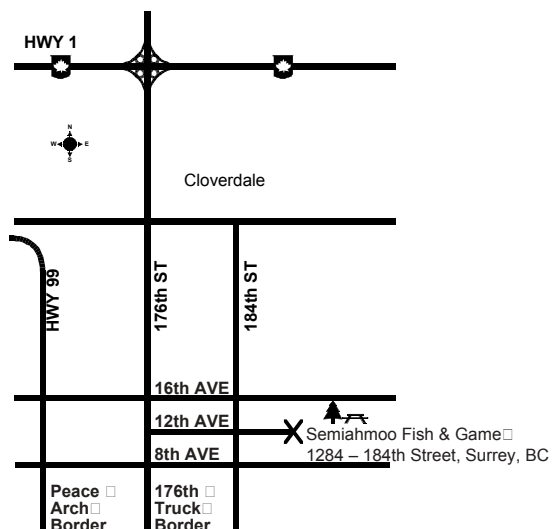 HWY 1
N
W E
S
Cloverdale
HWY 99
176th ST
184th ST
16th AVE
12th AVE
Semiahmoo Fish & Game
1284 – 184th Street, Surrey, BC
8th AVE
Peace
Arch
Border
176th
Truck
Border